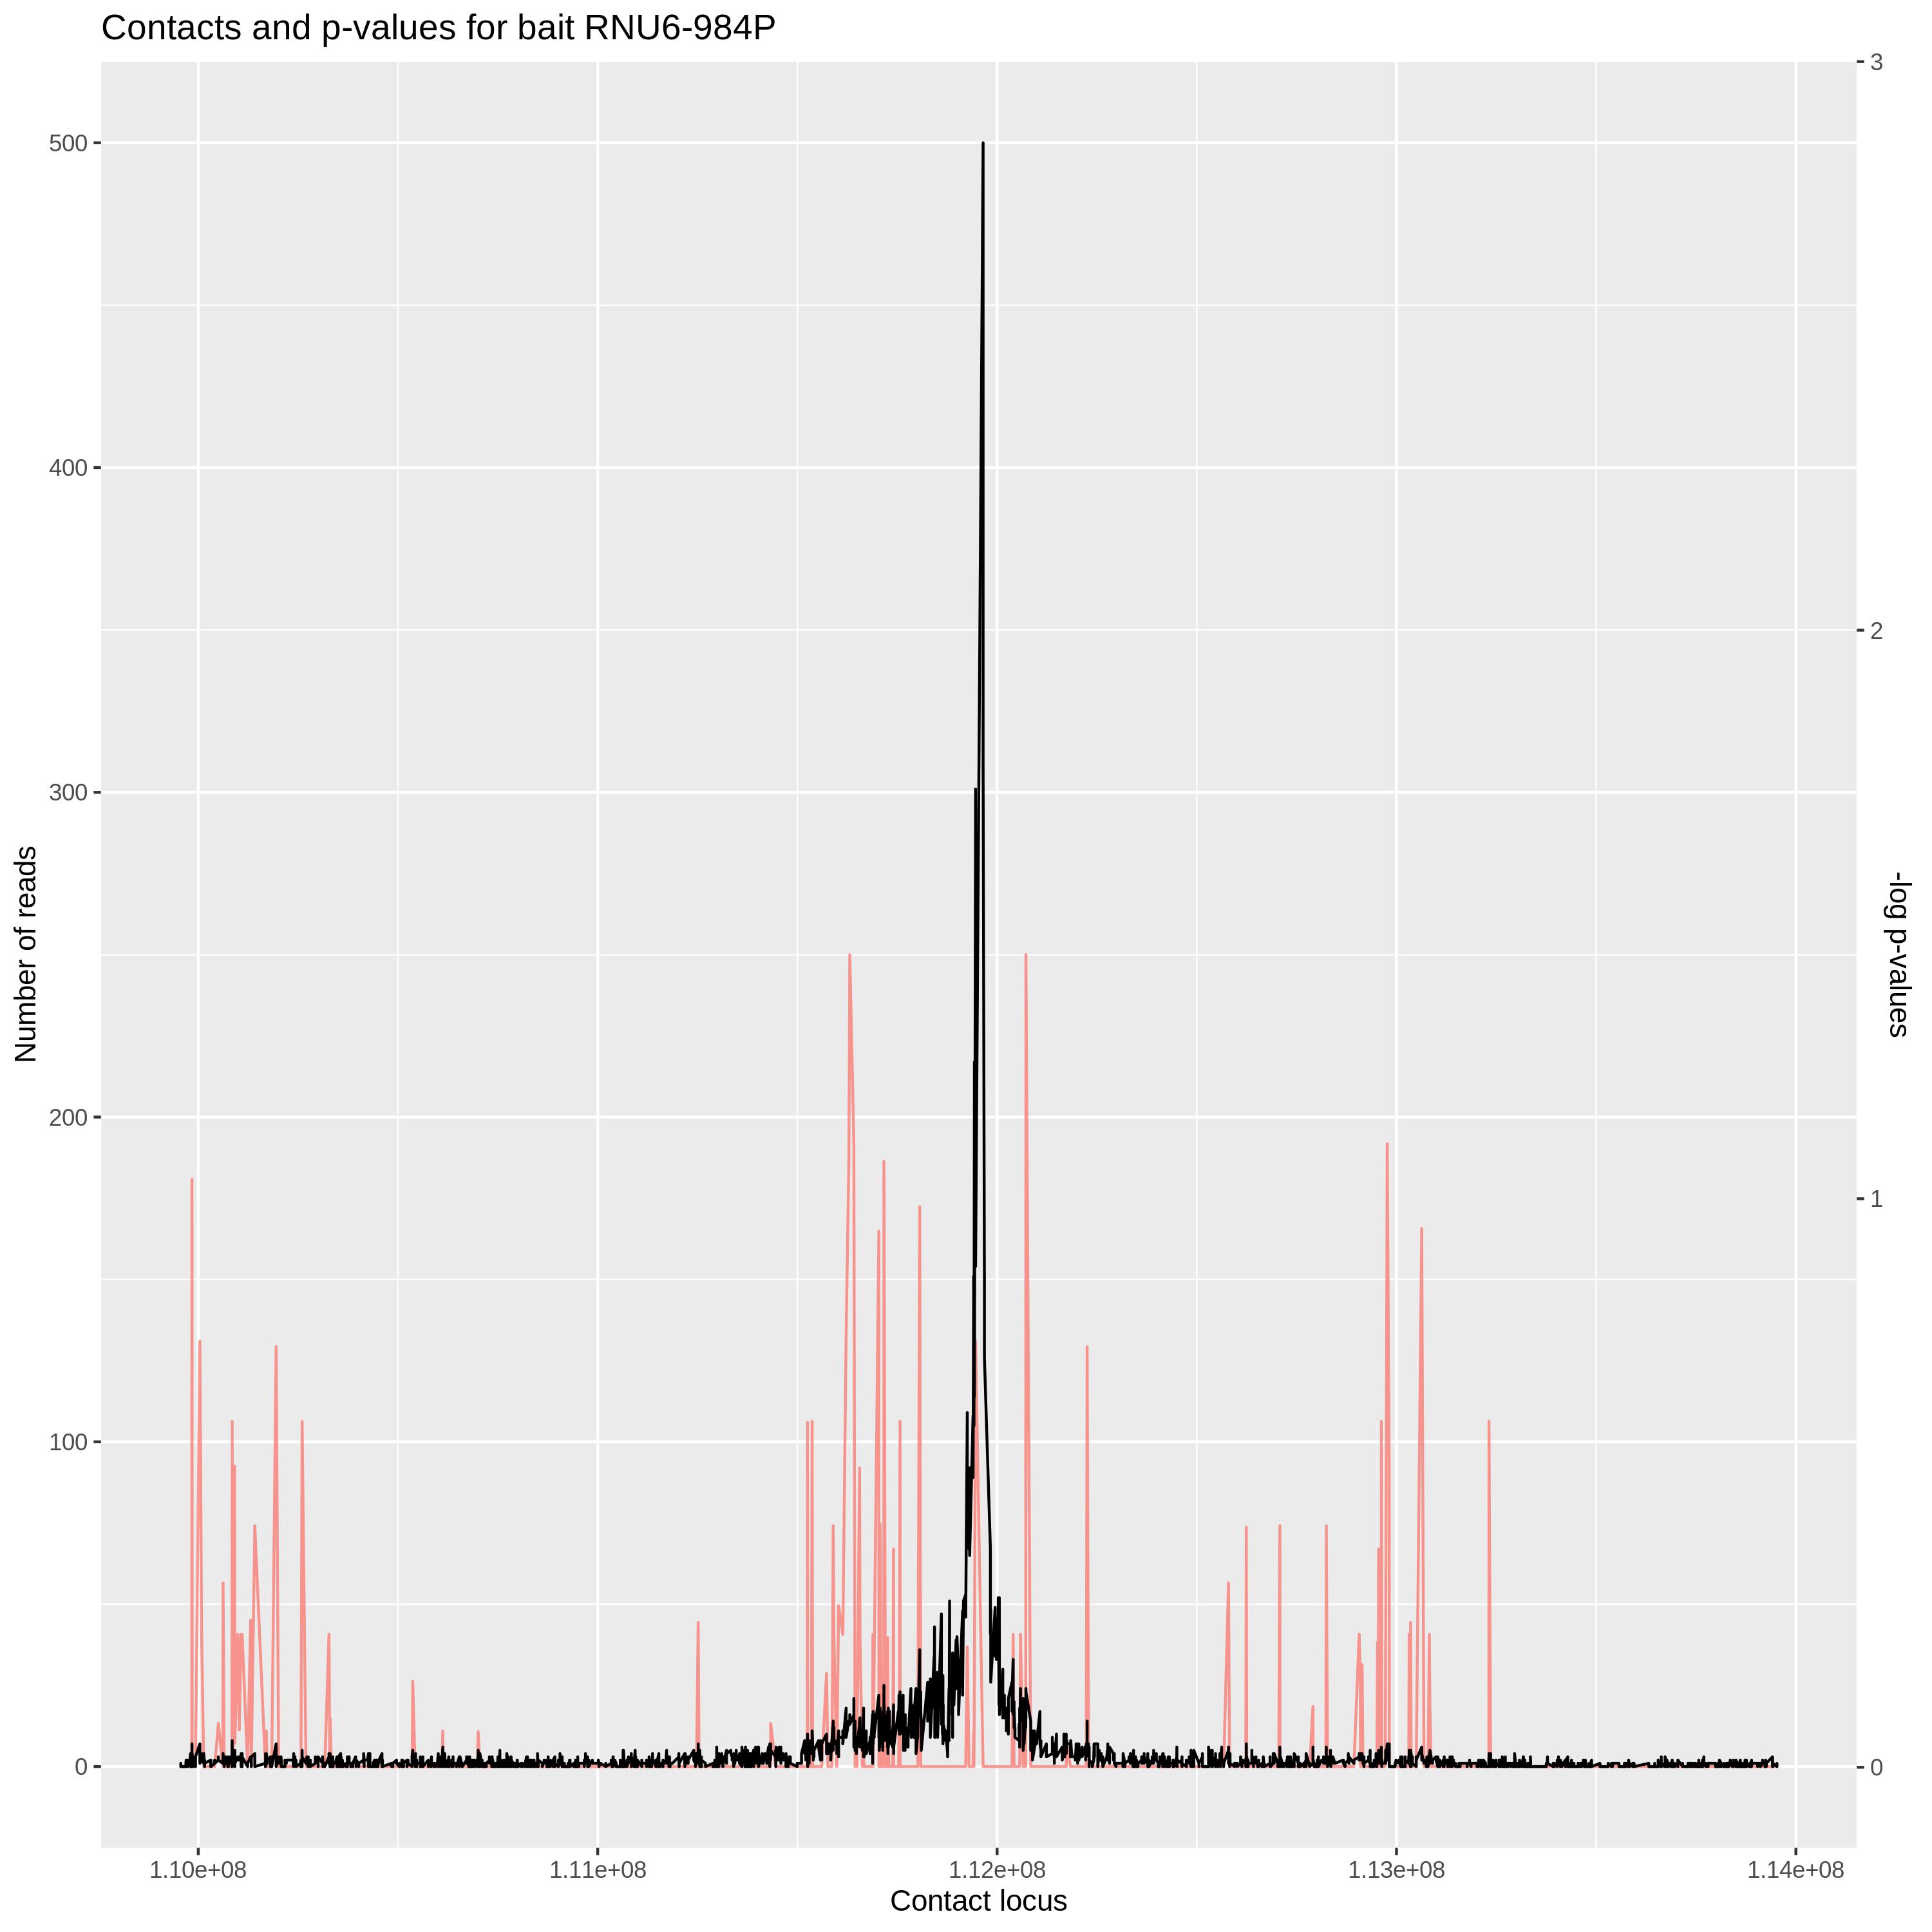 Contacts and p-values for bait RNU6-984P
500
400
300
200
100
0
Number of reads
3
2
1
0
-log p-values
1.10e+08
1.11e+08
1.12e+08
1.13e+08
1.14e+08
Contact locus